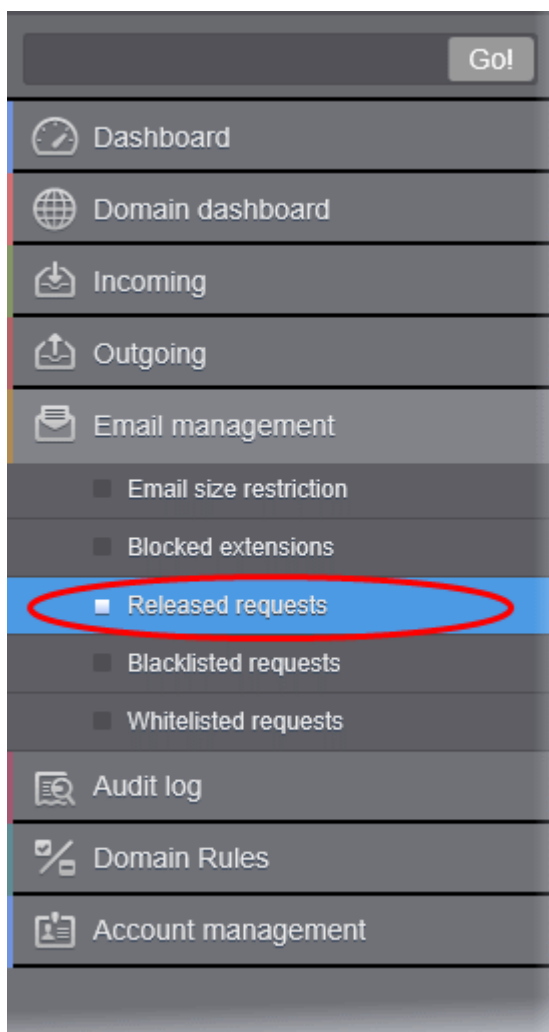 Go!
Dashboard
Domain dashboard
Incoming
Outgoing
Email management
Email size restriction
Blocked extensions
Released requests
Blacklisted requests
Whitelisted requests
Audit log
Domain Rules
Account management